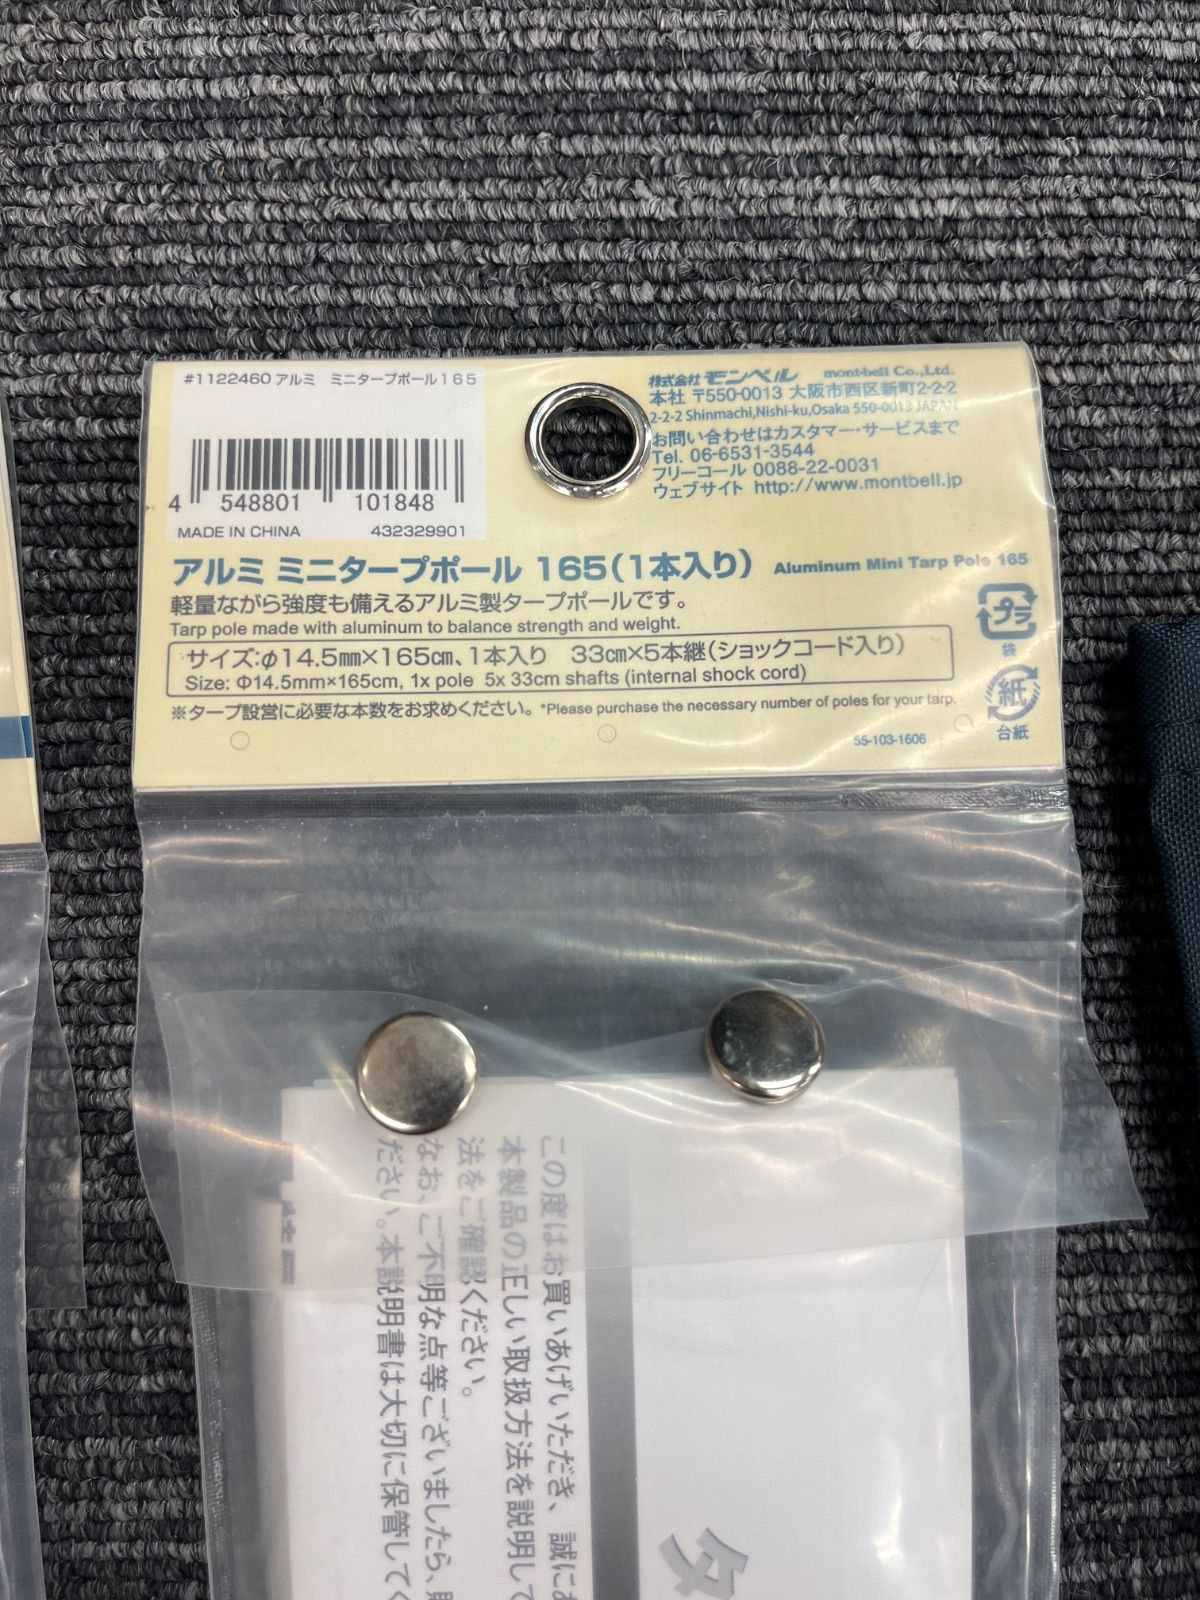 #1122460 アルミ　ミニタープポール165
4 548801 101848
MADE IN CHINA 432329901
株式会社モンベル mont-bell Co.,Ltd.
本社 〒550-0013 大阪市西区新町2-2-2
2-2-2 Shinmachi,Nishi-ku,Osaka 550-0013 JAPAN
お問い合わせはカスタマー・サービスまで
Tel. 06-6531-3544
フリーコール 0088-22-0031
ウェブサイト http://www.montbell.jp
アルミ ミニタープポール 165(1本入り) Aluminum Mini Tarp Pole 165
軽量ながら強度も備えるアルミ製タープポールです。
Tarp pole made with aluminum to balance strength and weight.
サイズ:φ14.5mm×165cm、1本入り　33cm×5本継(ショックコード入り)
Size: Φ14.5mm×165cm, 1x pole 5x 33cm shafts (internal shock cord)
※タープ設営に必要な本数をお求めください。*Please purchase the necessary number of poles for your tarp.
55-103-1606
プラ
袋
紙
台紙
この度はお買いあげいただき、誠にあ
本製品の正しい取扱方法を説明して
法をご確認ください。
なお、ご不明な点等ございましたら、
ださい。本説明書は大切に保管してく
タ